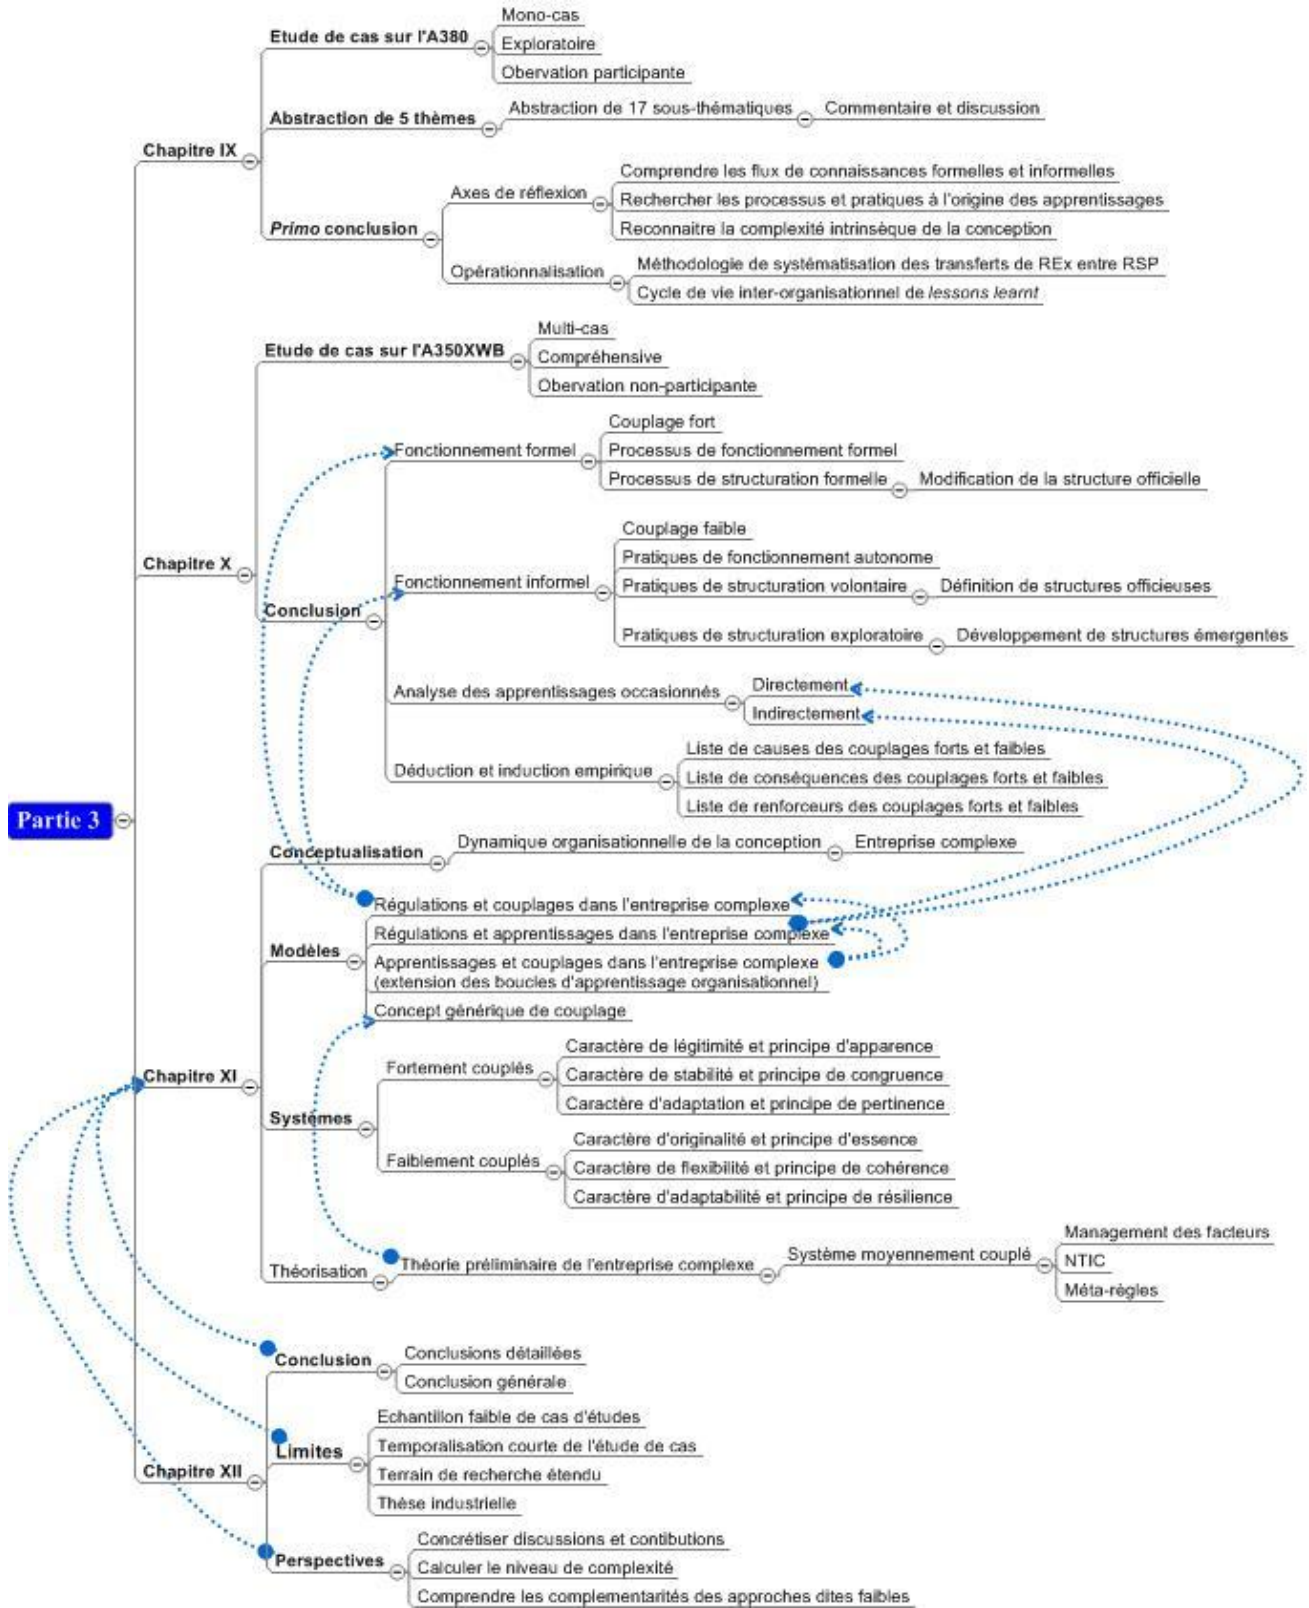 Partie 3
Chapitre IX
Etude de cas sur l'A380
Mono-cas
Exploratoire
Obervation participante
Abstraction de 5 thèmes
Abstraction de 17 sous-thématiques
Commentaire et discussion
Primo conclusion
Axes de réflexion
Comprendre les flux de connaissances formelles et informelles
Rechercher les processus et pratiques à l'origine des apprentissages
Reconnaitre la complexité intrinsèque de la conception
Opérationnalisation
Méthodologie de systématisation des transferts de REx entre RSP
Cycle de vie inter-organisationnel de lessons learnt
Chapitre X
Etude de cas sur l'A350XWB
Multi-cas
Compréhensive
Obervation non-participante
Conclusion
Fonctionnement formel
Couplage fort
Processus de fonctionnement formel
Processus de structuration formelle
Modification de la structure officielle
Fonctionnement informel
Couplage faible
Pratiques de fonctionnement autonome
Pratiques de structuration volontaire
Définition de structures officieuses
Pratiques de structuration exploratoire
Développement de structures émergentes
Analyse des apprentissages occasionnés
Directement
Indirectement
Déduction et induction empirique
Liste de causes des couplages forts et faibles
Liste de conséquences des couplages forts et faibles
Liste de renforceurs des couplages forts et faibles
Chapitre XI
Conceptualisation
Dynamique organisationnelle de la conception
Entreprise complexe
Modèles
Régulations et couplages dans l'entreprise complexe
Régulations et apprentissages dans l'entreprise complexe
Apprentissages et couplages dans l'entreprise complexe
(extension des boucles d'apprentissage organisationnel)
Concept générique de couplage
Systèmes
Fortement couplés
Caractère de légitimité et principe d'apparence
Caractère de stabilité et principe de congruence
Caractère d'adaptation et principe de pertinence
Faiblement couplés
Caractère d'originalité et principe d'essence
Caractère de flexibilité et principe de cohérence
Caractère d'adaptabilité et principe de résilience
Théorisation
Théorie préliminaire de l'entreprise complexe
Système moyennement couplé
Management des facteurs
NTIC
Méta-règles
Chapitre XII
Conclusion
Conclusions détaillées
Conclusion générale
Limites
Echantillon faible de cas d'études
Temporalisation courte de l'étude de cas
Terrain de recherche étendu
Thèse industrielle
Perspectives
Concrétiser discussions et contibutions
Calculer le niveau de complexité
Comprendre les complementarités des approches dites faibles